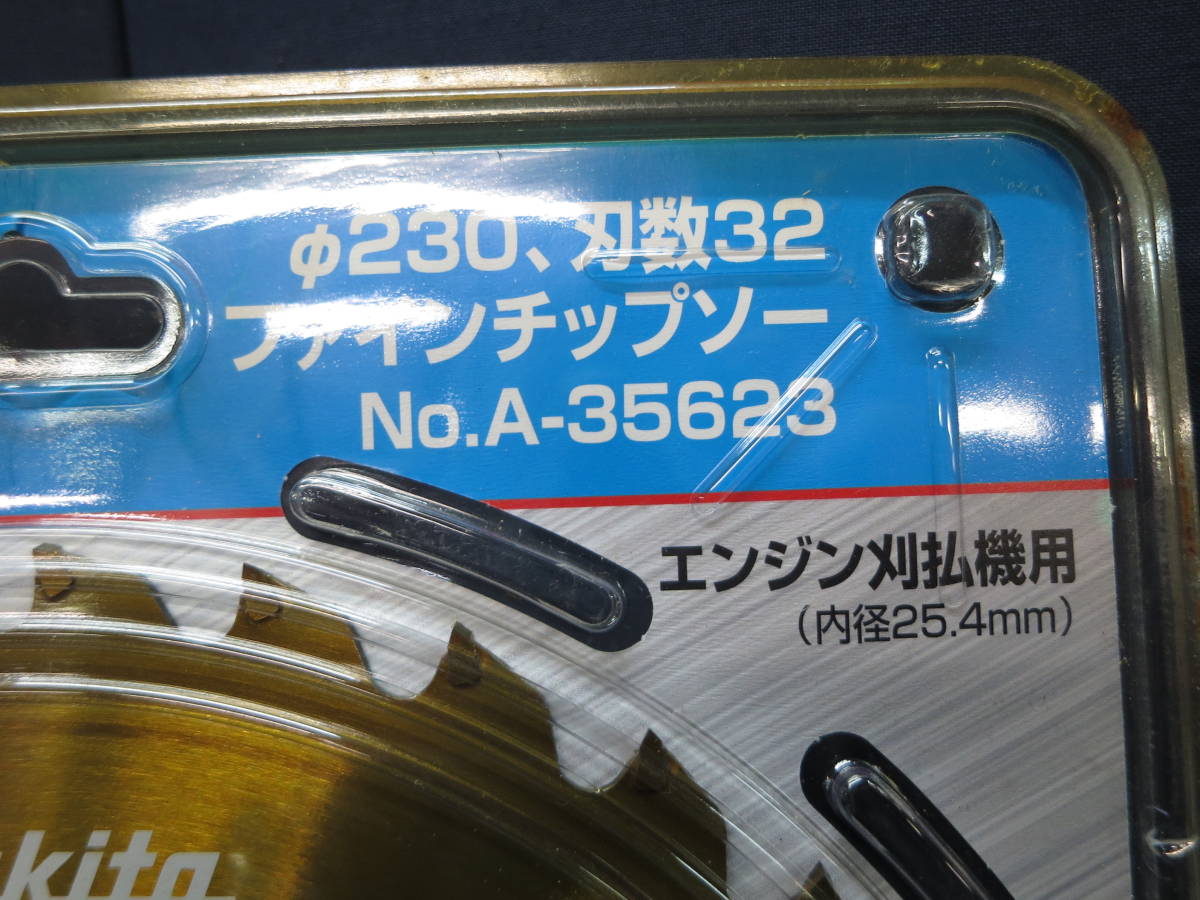 φ230、刃数32
ファインチップソー
No.A-35623
エンジン刈払機用
(内径25.4mm)
kita